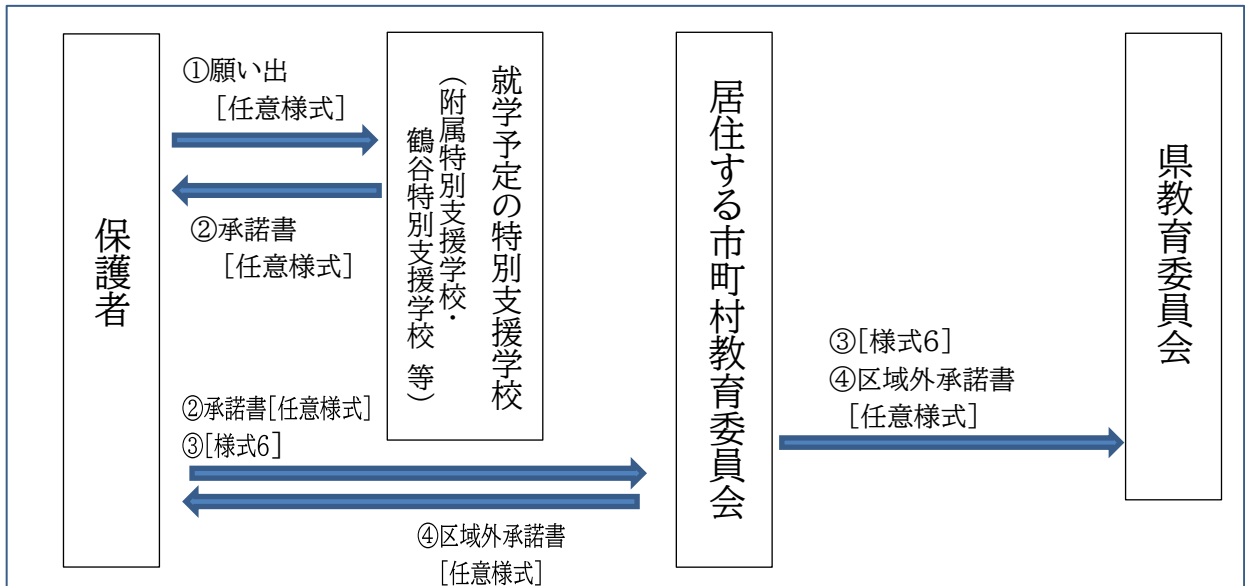 保護者
①願い出
[任意様式]
②承諾書
[任意様式]
就学予定の特別支援学校
（附属特別支援学校・
鶴谷特別支援学校 等）
②承諾書[任意様式]
③[様式6]
④区域外承諾書
[任意様式]
居住する市町村教育委員会
③[様式6]
④区域外承諾書
[任意様式]
県教育委員会